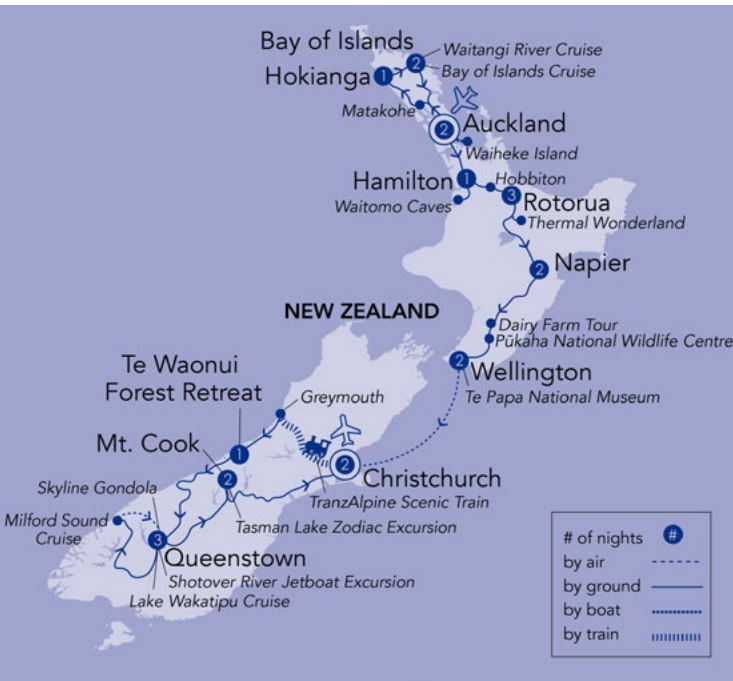 Bay of Islands
2
Waitangi River Cruise
Bay of Islands Cruise
Hokianga
1
Matakohe
2
Auckland
Waiheke Island
Hamilton
1
Hobbiton
Waitomo Caves
3
Rotorua
Thermal Wonderland
2
Napier
NEW ZEALAND
Dairy Farm Tour
Pūkaha National Wildlife Centre
2
Wellington
Te Papa National Museum
Te Waonui
Forest Retreat
Greymouth
1
Mt. Cook
2
2
Christchurch
TranzAlpine Scenic Train
Skyline Gondola
Tasman Lake Zodiac Excursion
Milford Sound
Cruise
3
Queenstown
Shotover River Jetboat Excursion
Lake Wakatipu Cruise
# of nights #
by air
by ground
by boat
by train